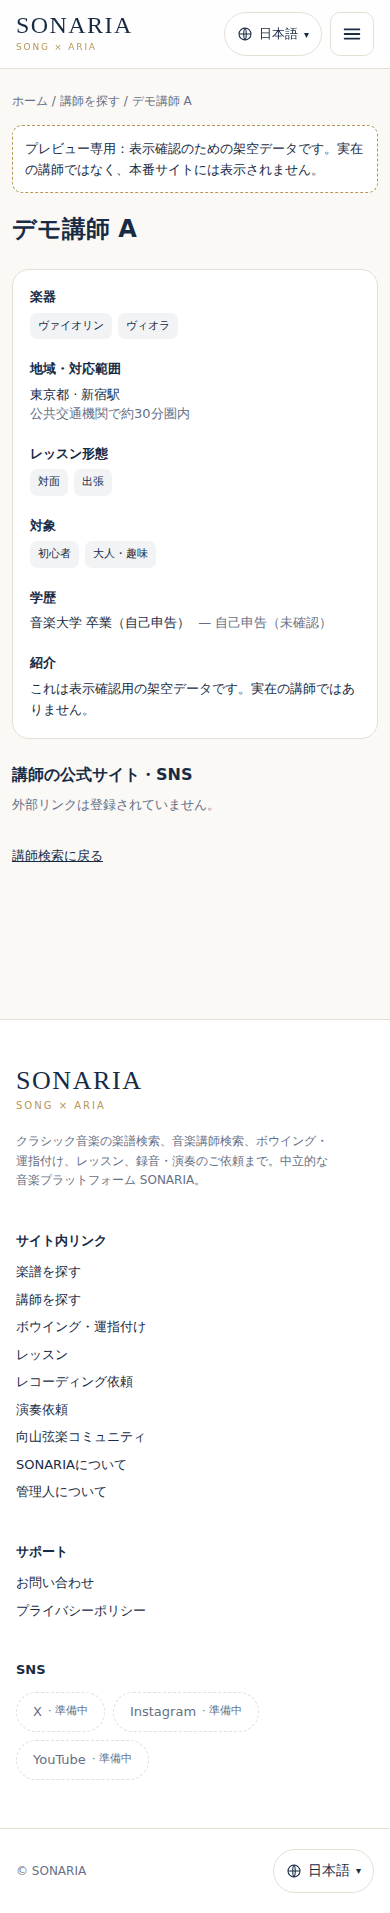 SONARIA
SONG × ARIA
日本語 ▾
ホーム / 講師を探す / デモ講師 A
プレビュー専用：表示確認のための架空データです。実在
の講師ではなく、本番サイトには表示されません。
デモ講師 A
楽器
ヴァイオリン ヴィオラ
地域・対応範囲
東京都 · 新宿駅
公共交通機関で約30分圏内
レッスン形態
対面 出張
対象
初心者 大人・趣味
学歴
音楽大学 卒業（自己申告） — 自己申告（未確認）
紹介
これは表示確認用の架空データです。実在の講師ではあ
りません。
講師の公式サイト・SNS
外部リンクは登録されていません。
講師検索に戻る
SONARIA
SONG × ARIA
クラシック音楽の楽譜検索、音楽講師検索、ボウイング・
運指付け、レッスン、録音・演奏のご依頼まで。中立的な
音楽プラットフォーム SONARIA。
サイト内リンク
楽譜を探す
講師を探す
ボウイング・運指付け
レッスン
レコーディング依頼
演奏依頼
向山弦楽コミュニティ
SONARIAについて
管理人について
サポート
お問い合わせ
プライバシーポリシー
SNS
X · 準備中 Instagram · 準備中
YouTube · 準備中
© SONARIA
日本語 ▾